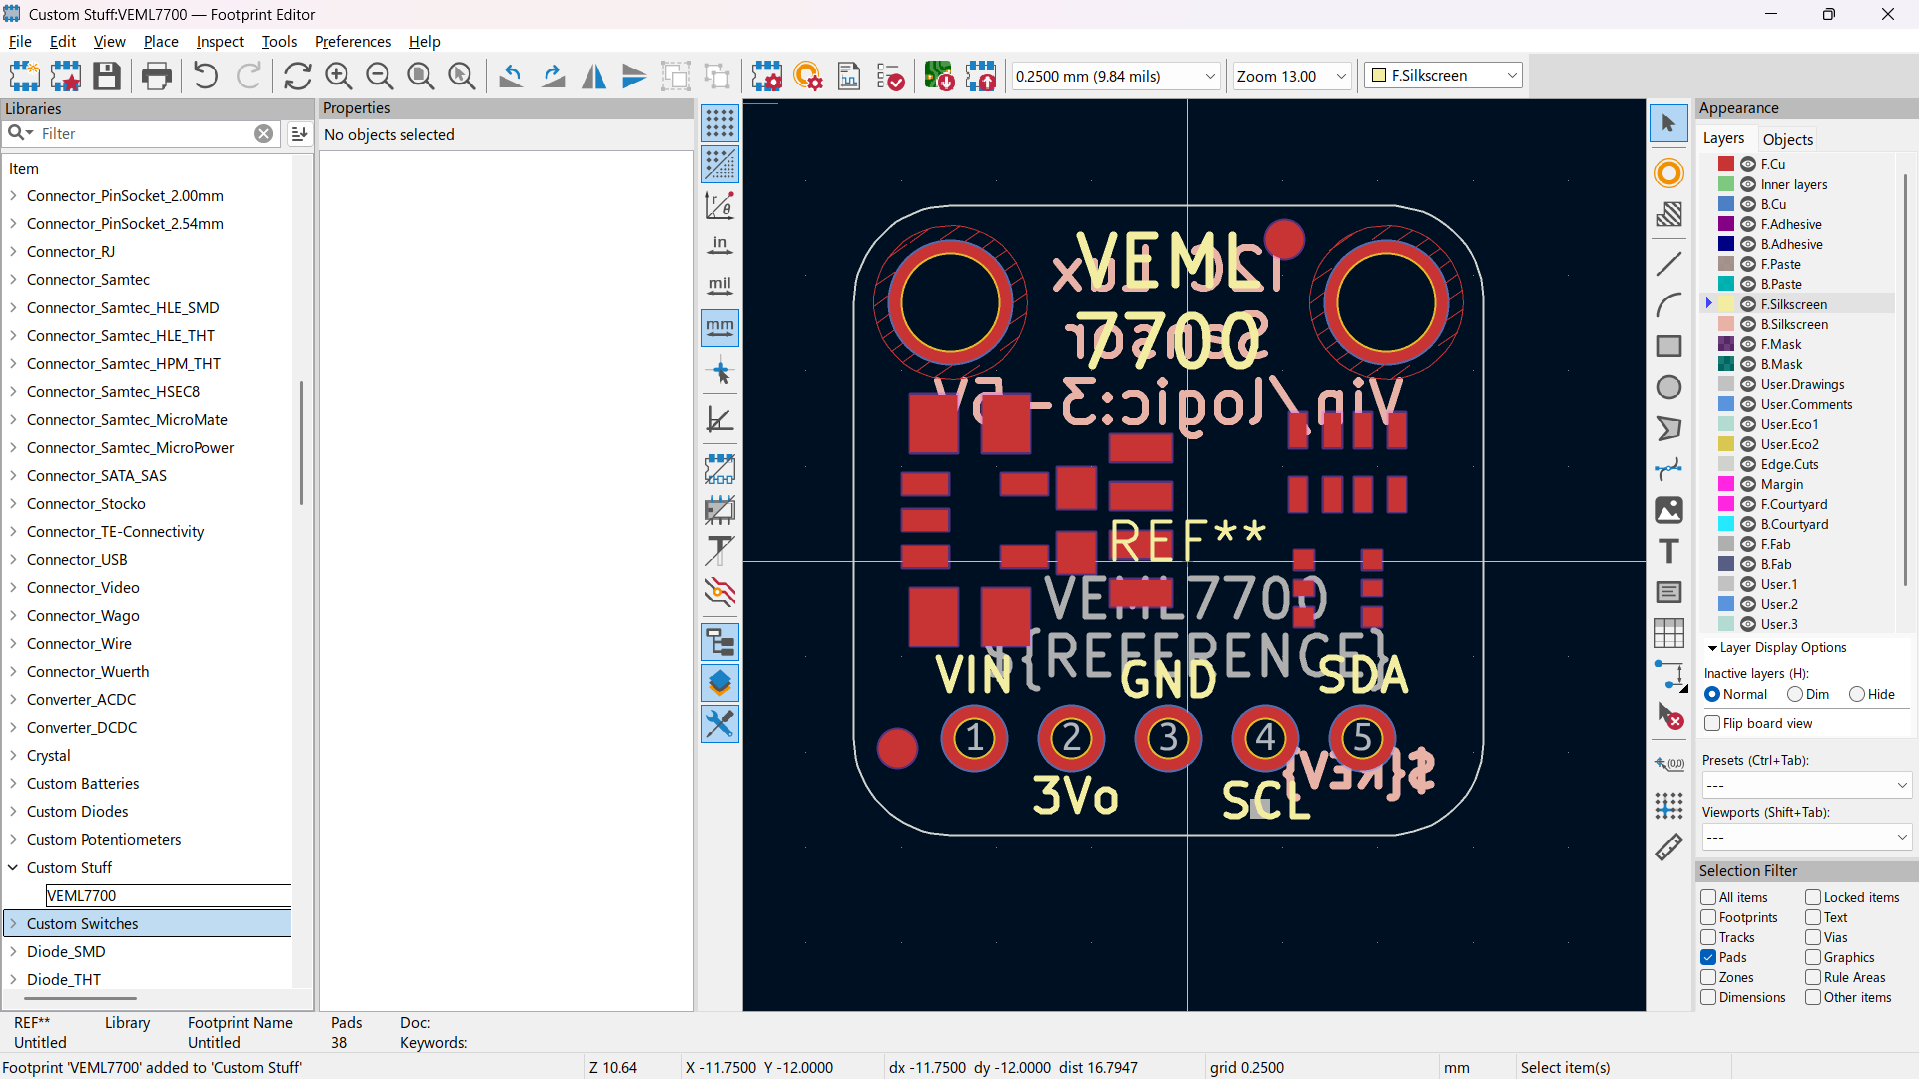 Custom Stuff:VEML7700 — Footprint Editor
File Edit View Place Inspect Tools Preferences Help
0.2500 mm (9.84 mils)
Zoom 13.00
F.Silkscreen
Libraries
Filter
Item
Connector_PinSocket_2.00mm
Connector_PinSocket_2.54mm
Connector_RJ
Connector_Samtec
Connector_Samtec_HLE_SMD
Connector_Samtec_HLE_THT
Connector_Samtec_HPM_THT
Connector_Samtec_HSEC8
Connector_Samtec_MicroMate
Connector_Samtec_MicroPower
Connector_SATA_SAS
Connector_Stocko
Connector_TE-Connectivity
Connector_USB
Connector_Video
Connector_Wago
Connector_Wire
Connector_Wuerth
Converter_ACDC
Converter_DCDC
Crystal
Custom Batteries
Custom Diodes
Custom Potentiometers
Custom Stuff
VEML7700
Custom Switches
Diode_SMD
Diode_THT
Properties
No objects selected
r
θ
in
mil
mm
VEML
7700
I2C Lux
Sensor
Vin/logic:3-5V
REF**
VEML7700
${REFERENCE}
VIN GND SDA
1 2 3 4 5
3Vo SCL
${REV}
(0,0)
Appearance
Layers Objects
F.Cu
Inner layers
B.Cu
F.Adhesive
B.Adhesive
F.Paste
B.Paste
F.Silkscreen
B.Silkscreen
F.Mask
B.Mask
User.Drawings
User.Comments
User.Eco1
User.Eco2
Edge.Cuts
Margin
F.Courtyard
B.Courtyard
F.Fab
B.Fab
User.1
User.2
User.3
Layer Display Options
Inactive layers (H):
Normal Dim Hide
Flip board view
Presets (Ctrl+Tab):
---
Viewports (Shift+Tab):
---
Selection Filter
All items Locked items
Footprints Text
Tracks Vias
Pads Graphics
Zones Rule Areas
Dimensions Other items
REF** Library Footprint Name Pads Doc:
Untitled Untitled 38 Keywords:
Footprint 'VEML7700' added to 'Custom Stuff' Z 10.64 X -11.7500 Y -12.0000 dx -11.7500 dy -12.0000 dist 16.7947 grid 0.2500 mm Select item(s)